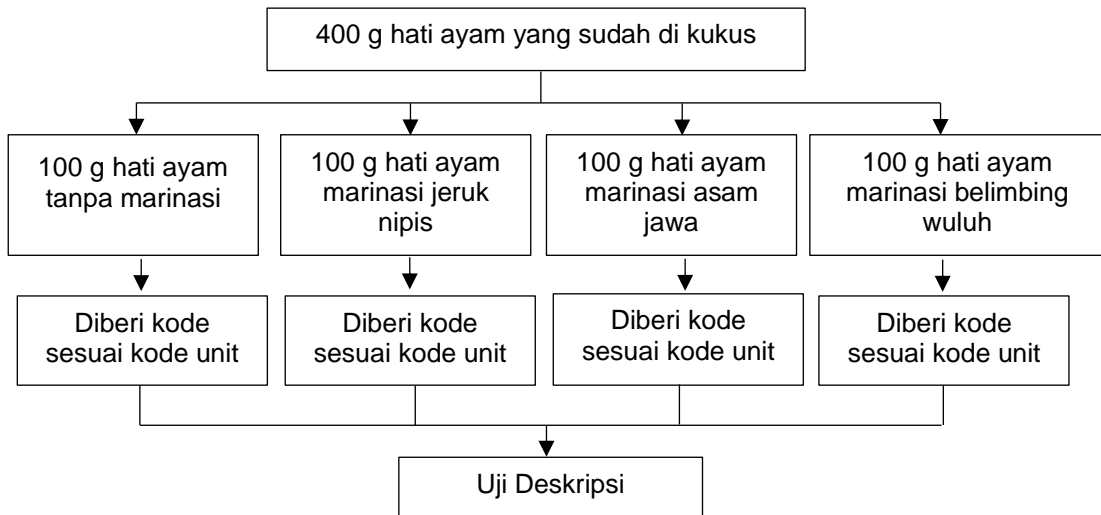 400 g hati ayam yang sudah di kukus
100 g hati ayam
tanpa marinasi
100 g hati ayam
marinasi jeruk
nipis
100 g hati ayam
marinasi asam
jawa
100 g hati ayam
marinasi belimbing
wuluh
Diberi kode
sesuai kode unit
Diberi kode
sesuai kode unit
Diberi kode
sesuai kode unit
Diberi kode
sesuai kode unit
Uji Deskripsi